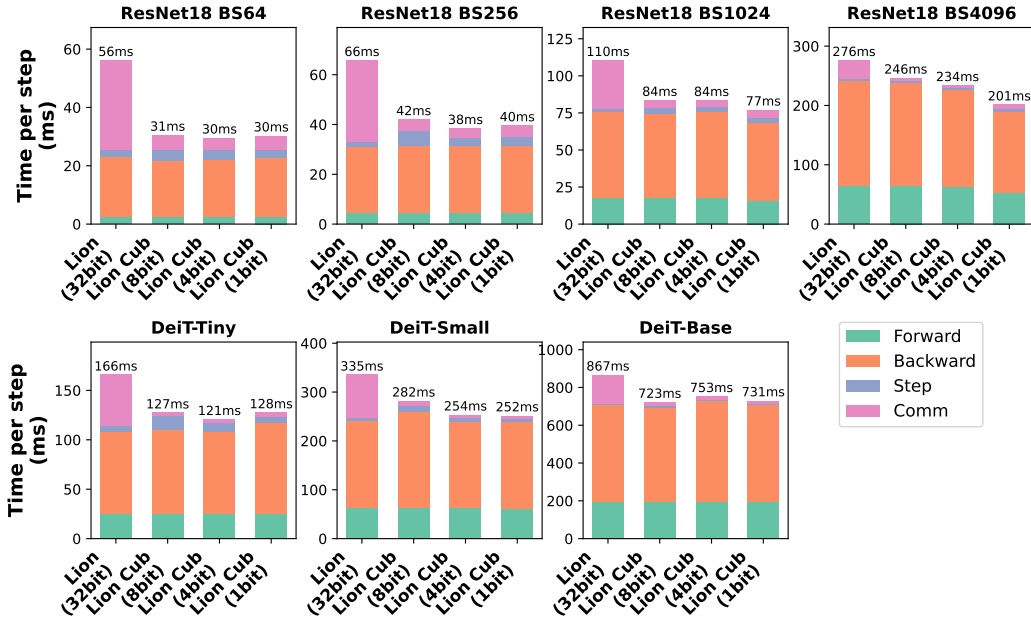 ResNet18 BS64
Time per step
(ms)
60
40
20
0
56ms
31ms
30ms
30ms
Lion
(32bit)
Lion Cub
(8bit)
Lion Cub
(4bit)
Lion Cub
(1bit)
ResNet18 BS256
60
40
20
0
66ms
42ms
38ms
40ms
Lion
(32bit)
Lion Cub
(8bit)
Lion Cub
(4bit)
Lion Cub
(1bit)
ResNet18 BS1024
125
100
75
50
25
0
110ms
84ms
84ms
77ms
Lion
(32bit)
Lion Cub
(8bit)
Lion Cub
(4bit)
Lion Cub
(1bit)
ResNet18 BS4096
300
200
100
0
276ms
246ms
234ms
201ms
Lion
(32bit)
Lion Cub
(8bit)
Lion Cub
(4bit)
Lion Cub
(1bit)
DeiT-Tiny
Time per step
(ms)
150
100
50
0
166ms
127ms
121ms
128ms
Lion
(32bit)
Lion Cub
(8bit)
Lion Cub
(4bit)
Lion Cub
(1bit)
DeiT-Small
400
300
200
100
0
335ms
282ms
254ms
252ms
Lion
(32bit)
Lion Cub
(8bit)
Lion Cub
(4bit)
Lion Cub
(1bit)
DeiT-Base
1000
800
600
400
200
0
867ms
723ms
753ms
731ms
Lion
(32bit)
Lion Cub
(8bit)
Lion Cub
(4bit)
Lion Cub
(1bit)
Forward
Backward
Step
Comm